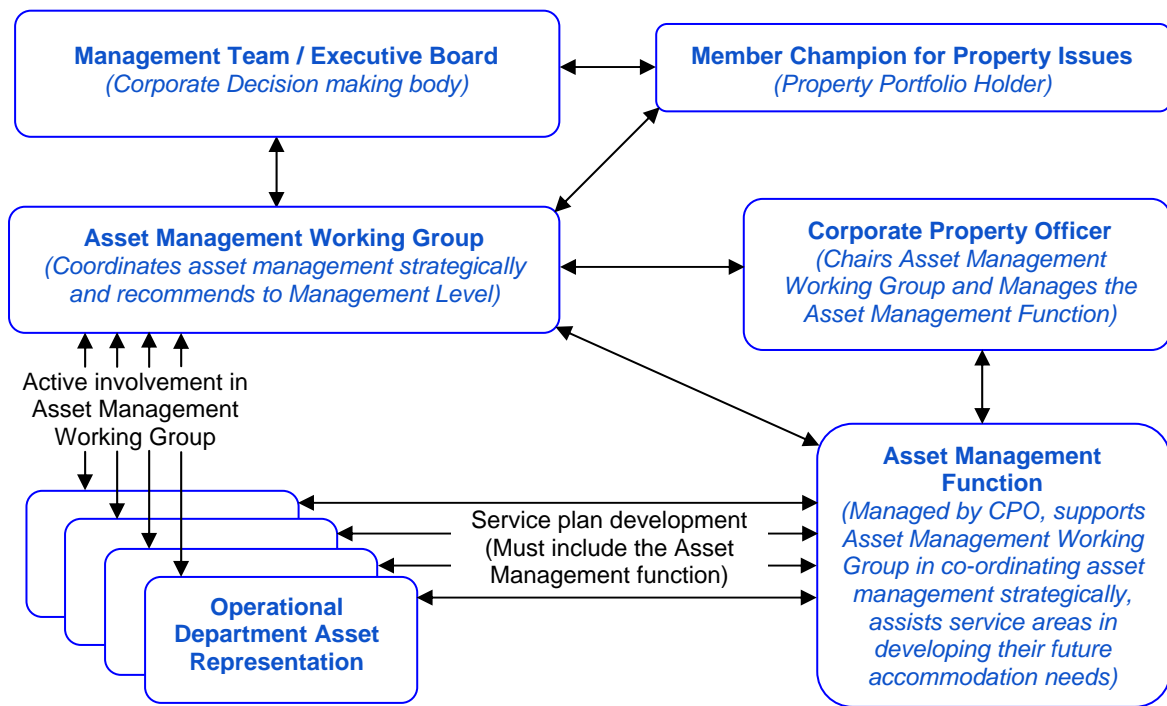 Management Team / Executive Board
(Corporate Decision making body)
Member Champion for Property Issues
(Property Portfolio Holder)
Asset Management Working Group
(Coordinates asset management strategically
and recommends to Management Level)
Corporate Property Officer
(Chairs Asset Management
Working Group and Manages the
Asset Management Function)
Active involvement in
Asset Management
Working Group
Service plan development
(Must include the Asset
Management function)
Operational
Department Asset
Representation
Asset Management
Function
(Managed by CPO, supports
Asset Management Working
Group in co-ordinating asset
management strategically,
assists service areas in
developing their future
accommodation needs)